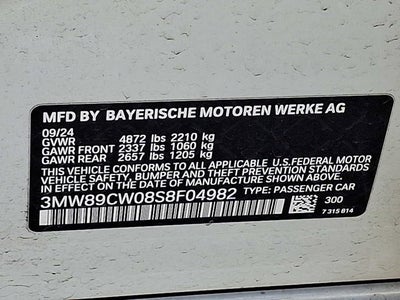 MFD BY BAYERISCHE MOTOREN WERKE AG
09/24
GVWR 4872 lbs 2210 kg
GAWR FRONT 2337 lbs 1060 kg
GAWR REAR 2657 lbs 1205 kg
THIS VEHICLE CONFORMS TO ALL APPLICABLE U.S.FEDERAL MOTOR
VEHICLE SAFETY, BUMPER AND THEFT PREVENTION STANDARDS
IN EFFECT ON THE DATE OF MANUFACTURE SHOWN ABOVE.
3MW89CW08S8F04982 TYPE: PASSENGER CAR
300
7 315 814